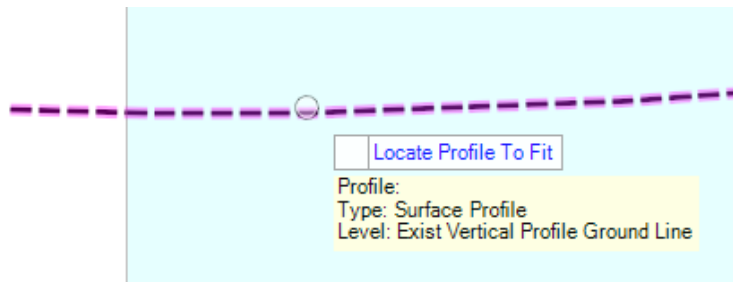 Locate Profile To Fit
Profile:
Type: Surface Profile
Level: Exist Vertical Profile Ground Line